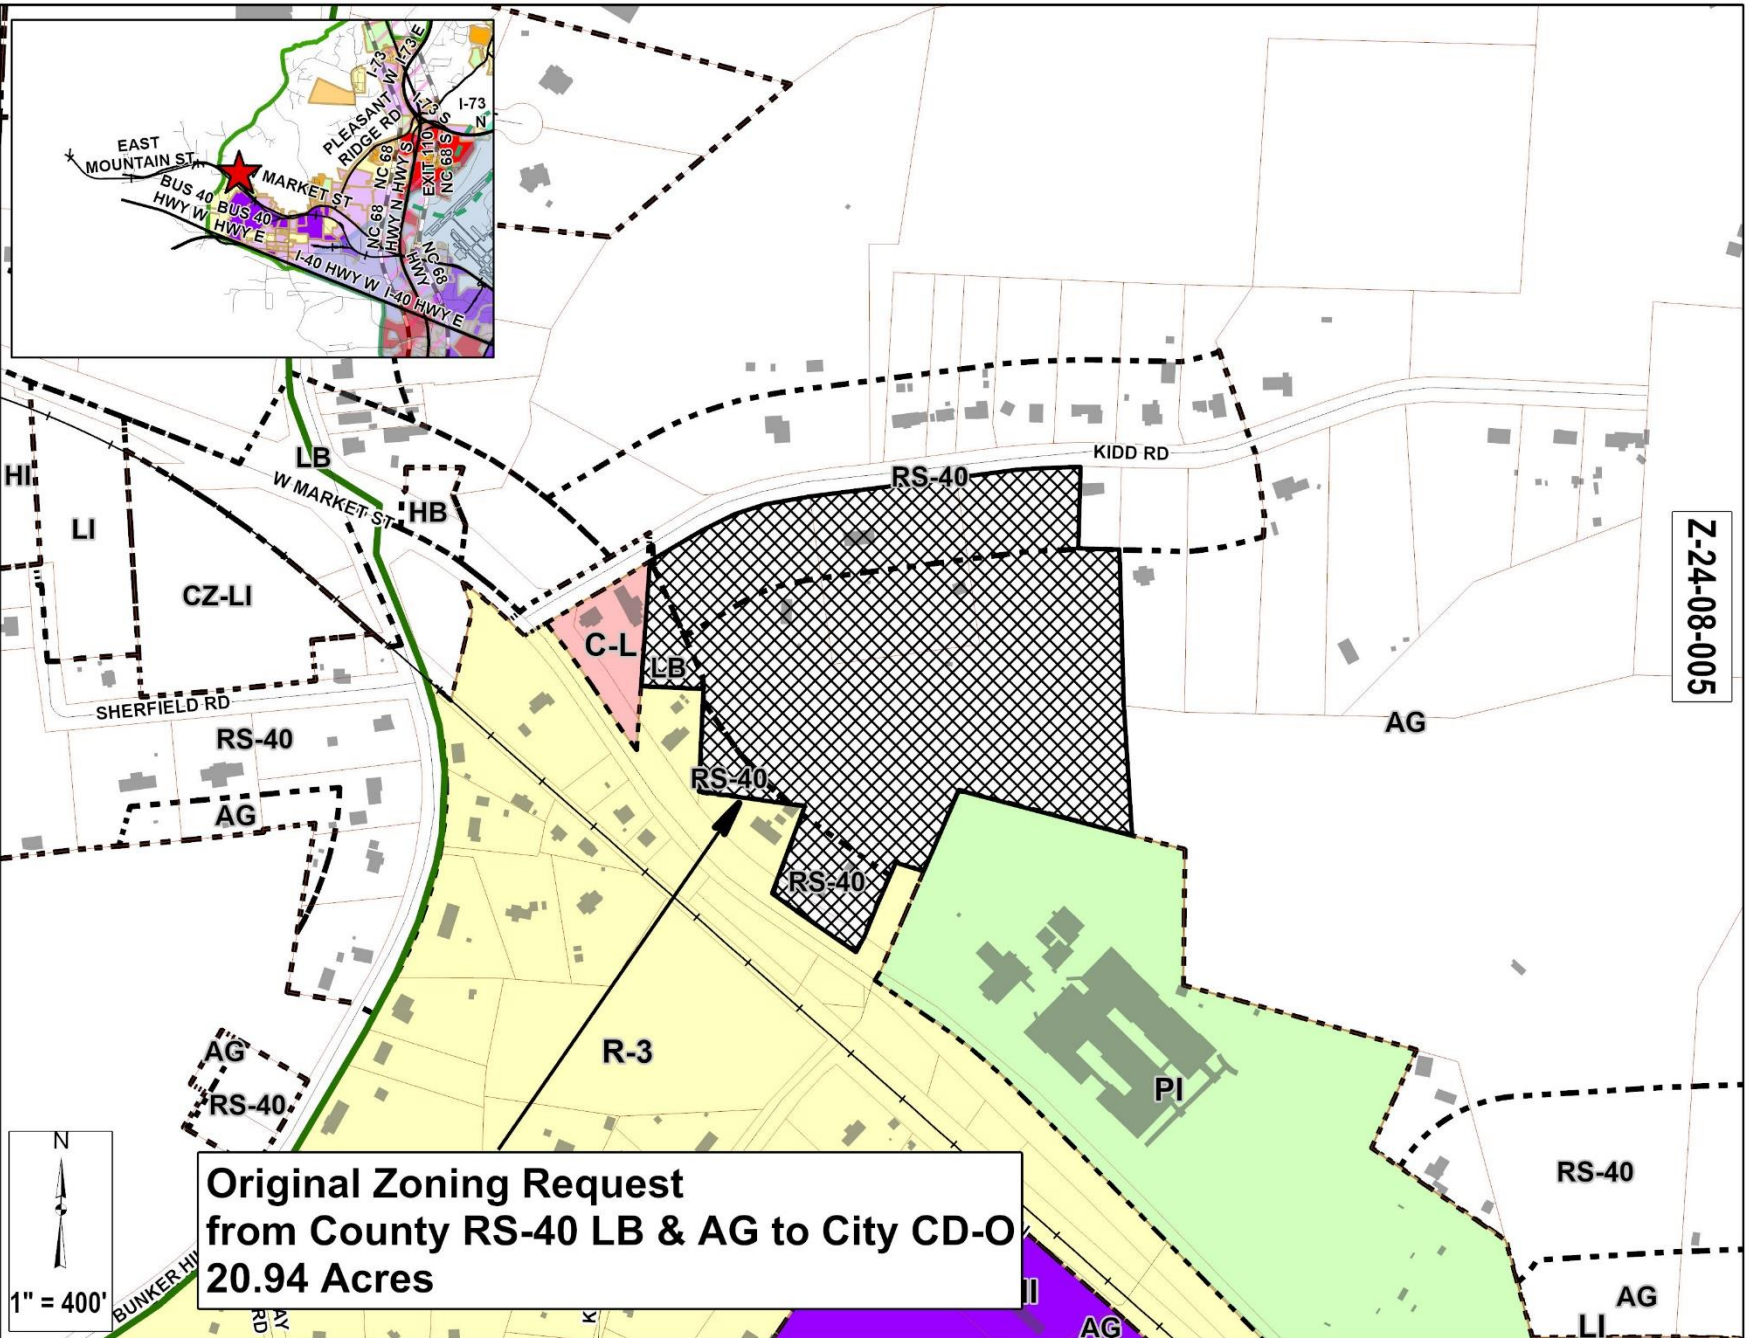 I-73
W I-73 E
I-73 S
I-73
N
PLEASANT
RIDGE RD
EAST
MOUNTAIN ST
MARKET ST
BUS 40
HWY W
BUS 40
HWY E
NC 68
NC 68
HWY N
HWY S
EXIT 110
NC 68 S
NC 68
HWY
I-40 HWY W
I-40 HWY E
KIDD RD
RS-40
LB
W MARKET ST
HI
LI
HB
CZ-LI
Z-24-08-005
C-L
LB
SHERFIELD RD
RS-40
AG
RS-40
AG
RS-40
R-3
AG
RS-40
PI
RS-40
N
1" = 400'
Original Zoning Request
from County RS-40 LB & AG to City CD-O
20.94 Acres
BUNKER HI
RD
AY
K
AG
AG
LI